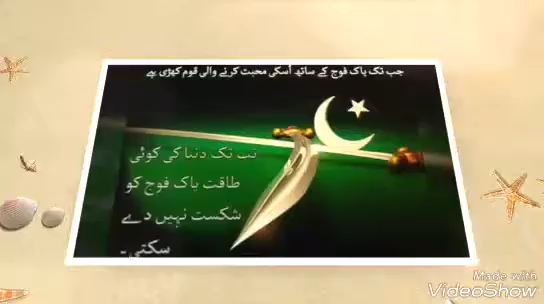 جب تک پاک فوج کے ساتھ اُسکی محبت کرنے والی قوم کھڑی ہے
تب تک دنیا کی کوئی
طاقت پاک فوج کو
شکست نہیں دے
سکتی۔
Made with
VideoShow